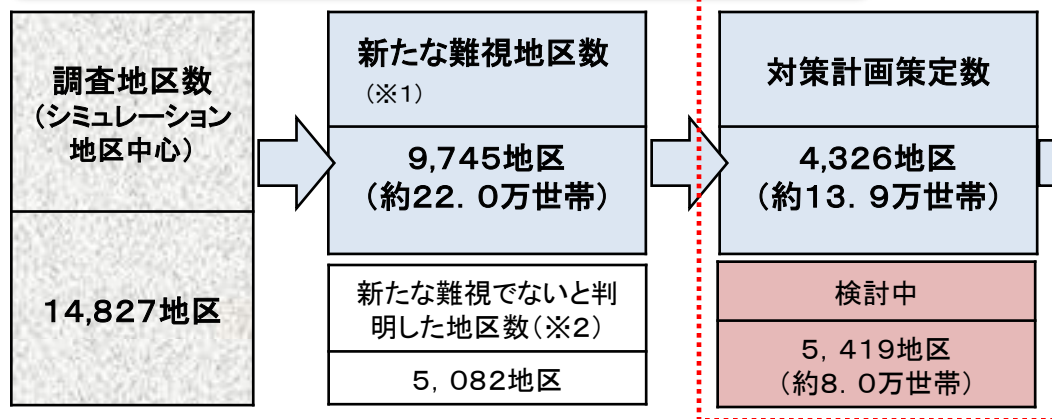 調査地区数
（シミュレーション
地区中心）
14,827地区
新たな難視地区数
（※1）
9,745地区
（約22．0万世帯）
新たな難視でないと判
明した地区数（※2）
5，082地区
対策計画策定数
4,326地区
（約13．9万世帯）
検討中
5，419地区
（約8．0万世帯）